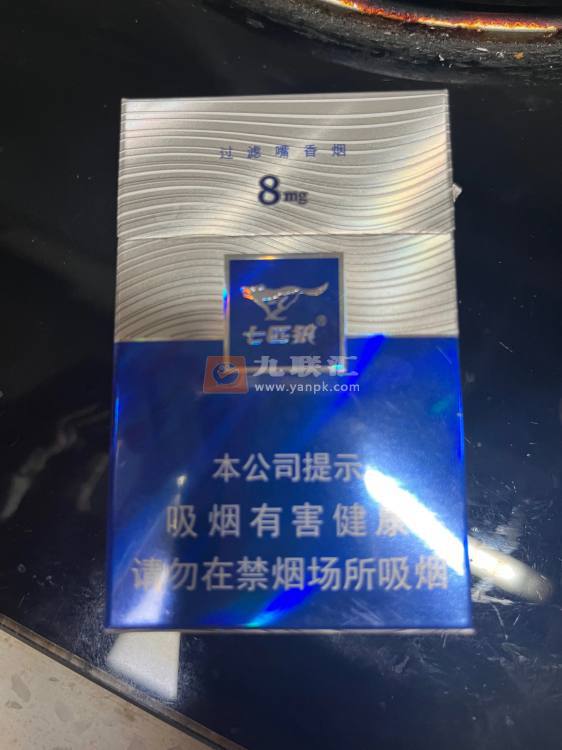 过滤嘴香烟
8mg
七匹狼®
九联汇
www.yanpk.com
本公司提示
吸烟有害健康
请勿在禁烟场所吸烟